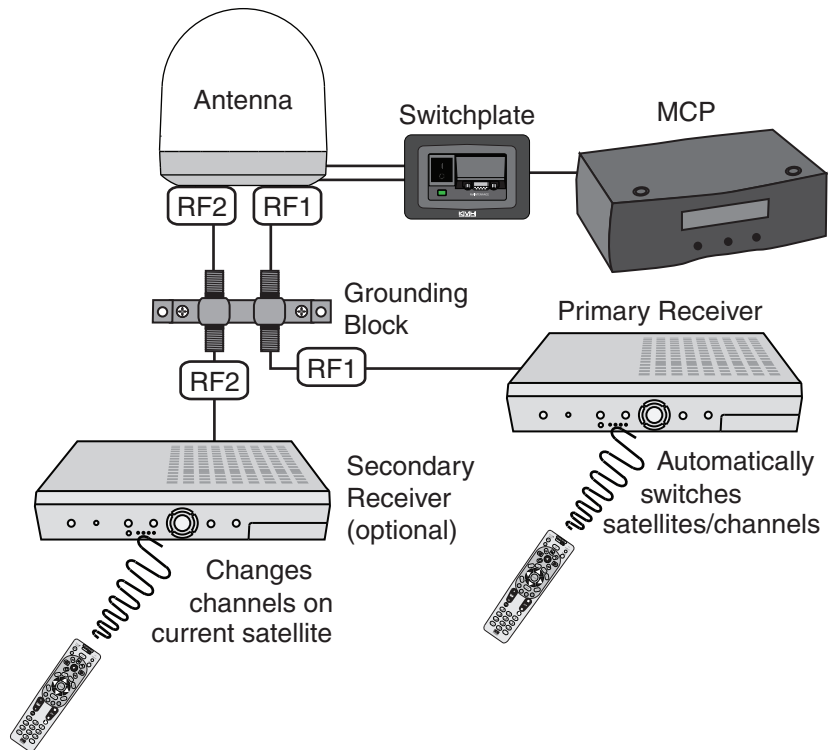 Antenna
Switchplate
MCP
RF2
RF1
KVH
Grounding
Block
Primary Receiver
RF2
RF1
Secondary
Receiver
(optional)
Automatically
switches
satellites/channels
Changes
channels on
current satellite